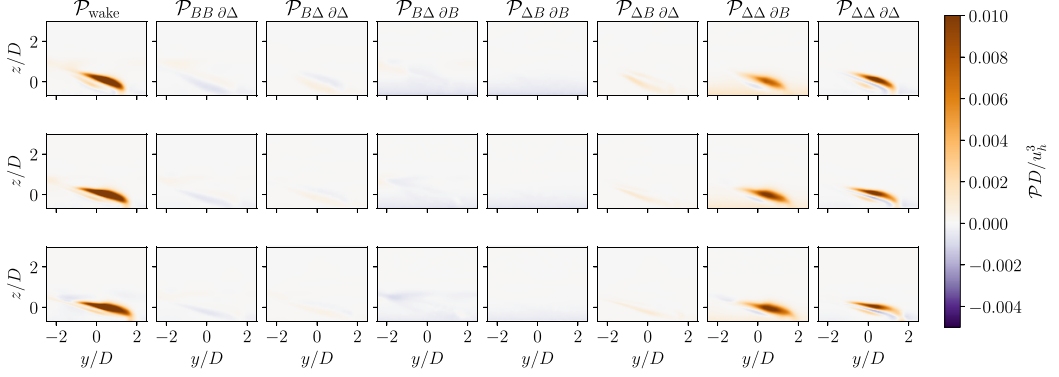 𝒫wake 𝒫BB ∂Δ 𝒫BΔ ∂Δ 𝒫BΔ ∂B 𝒫ΔB ∂B 𝒫ΔB ∂Δ 𝒫ΔΔ ∂B 𝒫ΔΔ ∂Δ
z/D 2 0
z/D 2 0
z/D 2 0
−2 0 2 −2 0 2 −2 0 2 −2 0 2 −2 0 2 −2 0 2 −2 0 2 −2 0 2
y/D y/D y/D y/D y/D y/D y/D y/D
0.010
0.008
0.006
0.004
0.002
0.000
−0.002
−0.004
𝒫D/u_h^3